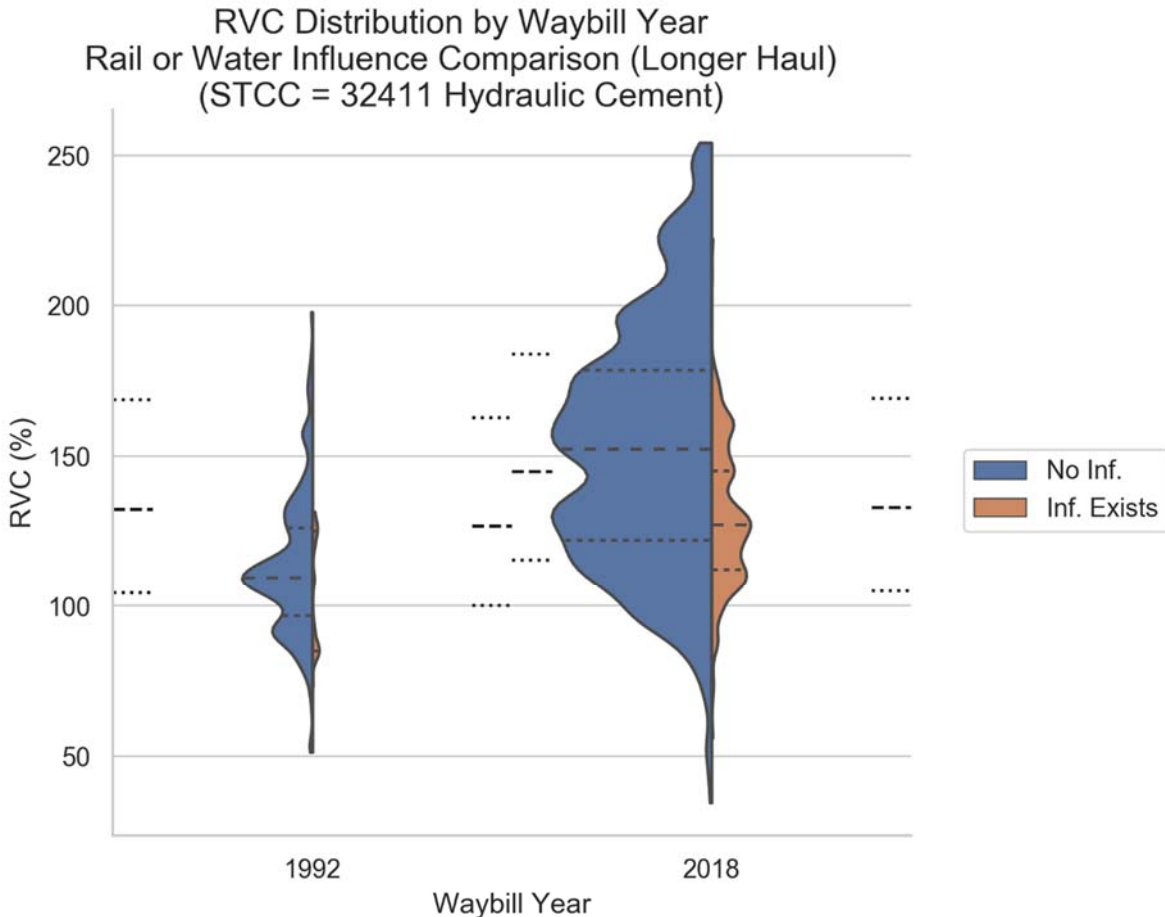 RVC Distribution by Waybill Year
Rail or Water Influence Comparison (Longer Haul)
(STCC = 32411 Hydraulic Cement)
250
200
150
100
50
RVC (%)
No Inf.
Inf. Exists
1992
2018
Waybill Year